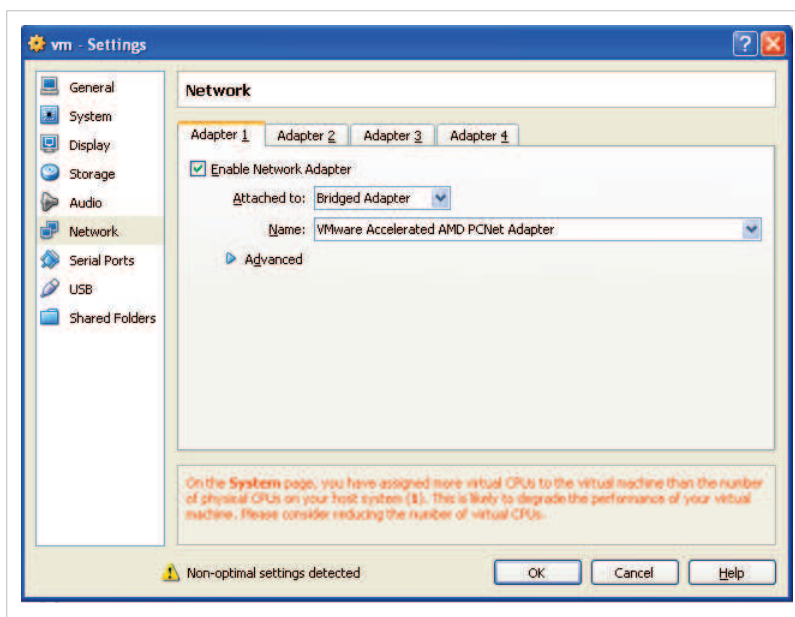 vm - Settings
General
System
Display
Storage
Audio
Network
Serial Ports
USB
Shared Folders
Network
Adapter 1
Adapter 2
Adapter 3
Adapter 4
Enable Network Adapter
Attached to: Bridged Adapter
Name: VMware Accelerated AMD PCNet Adapter
Advanced
On the System page, you have assigned more virtual CPUs to the virtual machine than the number
of physical CPUs on your host system (1). This is likely to degrade the performance of your virtual
machine. Please consider reducing the number of virtual CPUs.
Non-optimal settings detected
OK
Cancel
Help